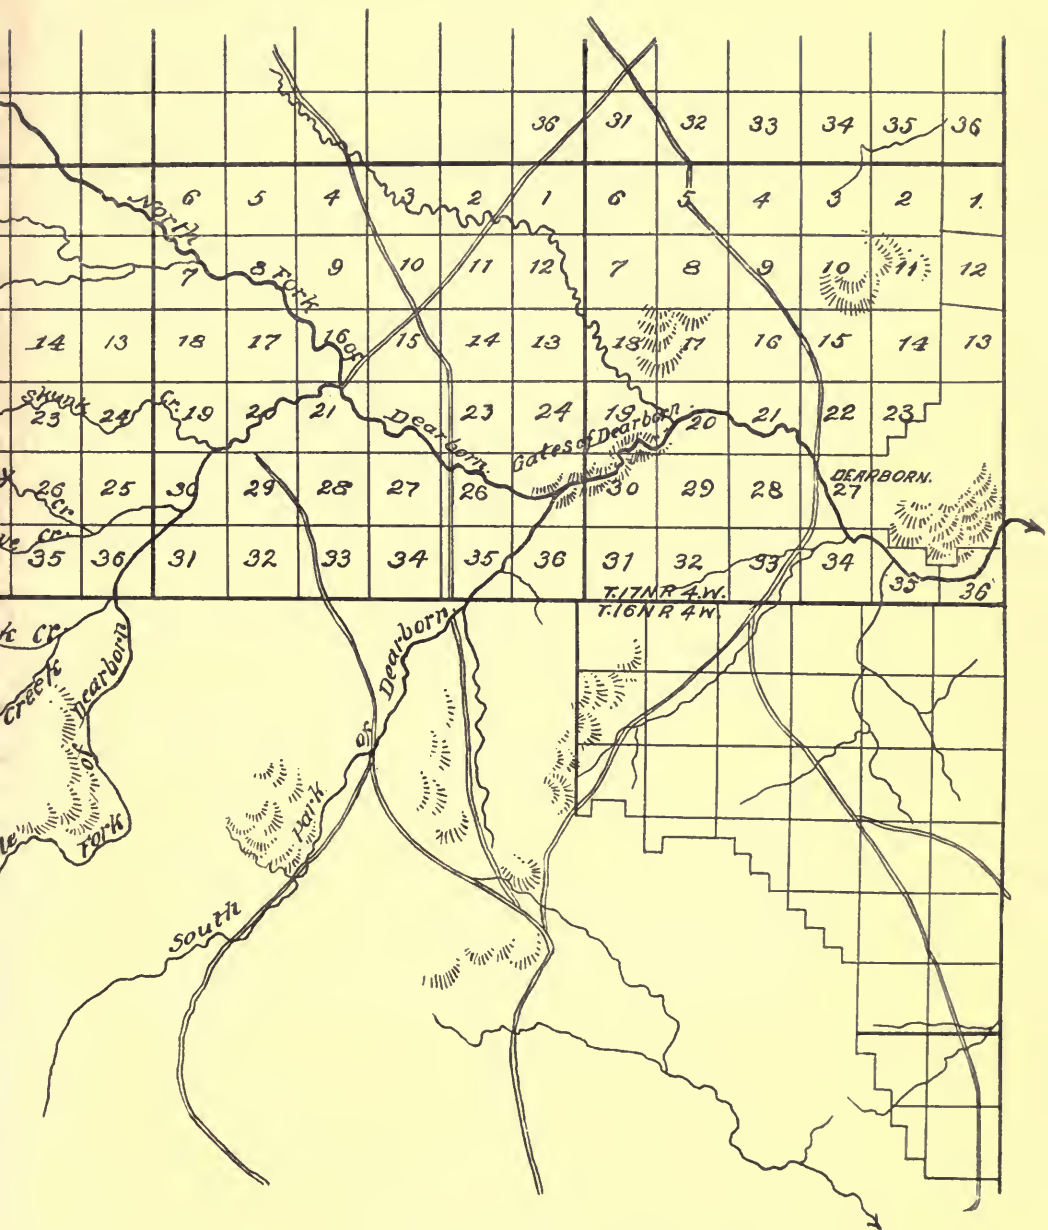 36 31 32 33 34 35 36
6 5 4 3 2 1 6 5 4 3 2 1.
North
7 8 9 10 11 12 7 8 9 10 11 12
Fork
14 13 18 17 16 15 14 13 18 17 16 15 14 13
of
Skunk Cr.
23 24 19 20 21 23 24 19 20 21 22 23
Dearborn.
Gates of Dearborn.
26 25 30 29 28 27 26 30 29 28 27
DEARBORN.
Cr.
Cr.
35 36 31 32 33 34 35 36 31 32 33 34 35 36
T.17N R 4.W.
T.16N R 4W.
K Cr.
Creek
Dearborn
of
Fork
South
Park
of
Dearborn